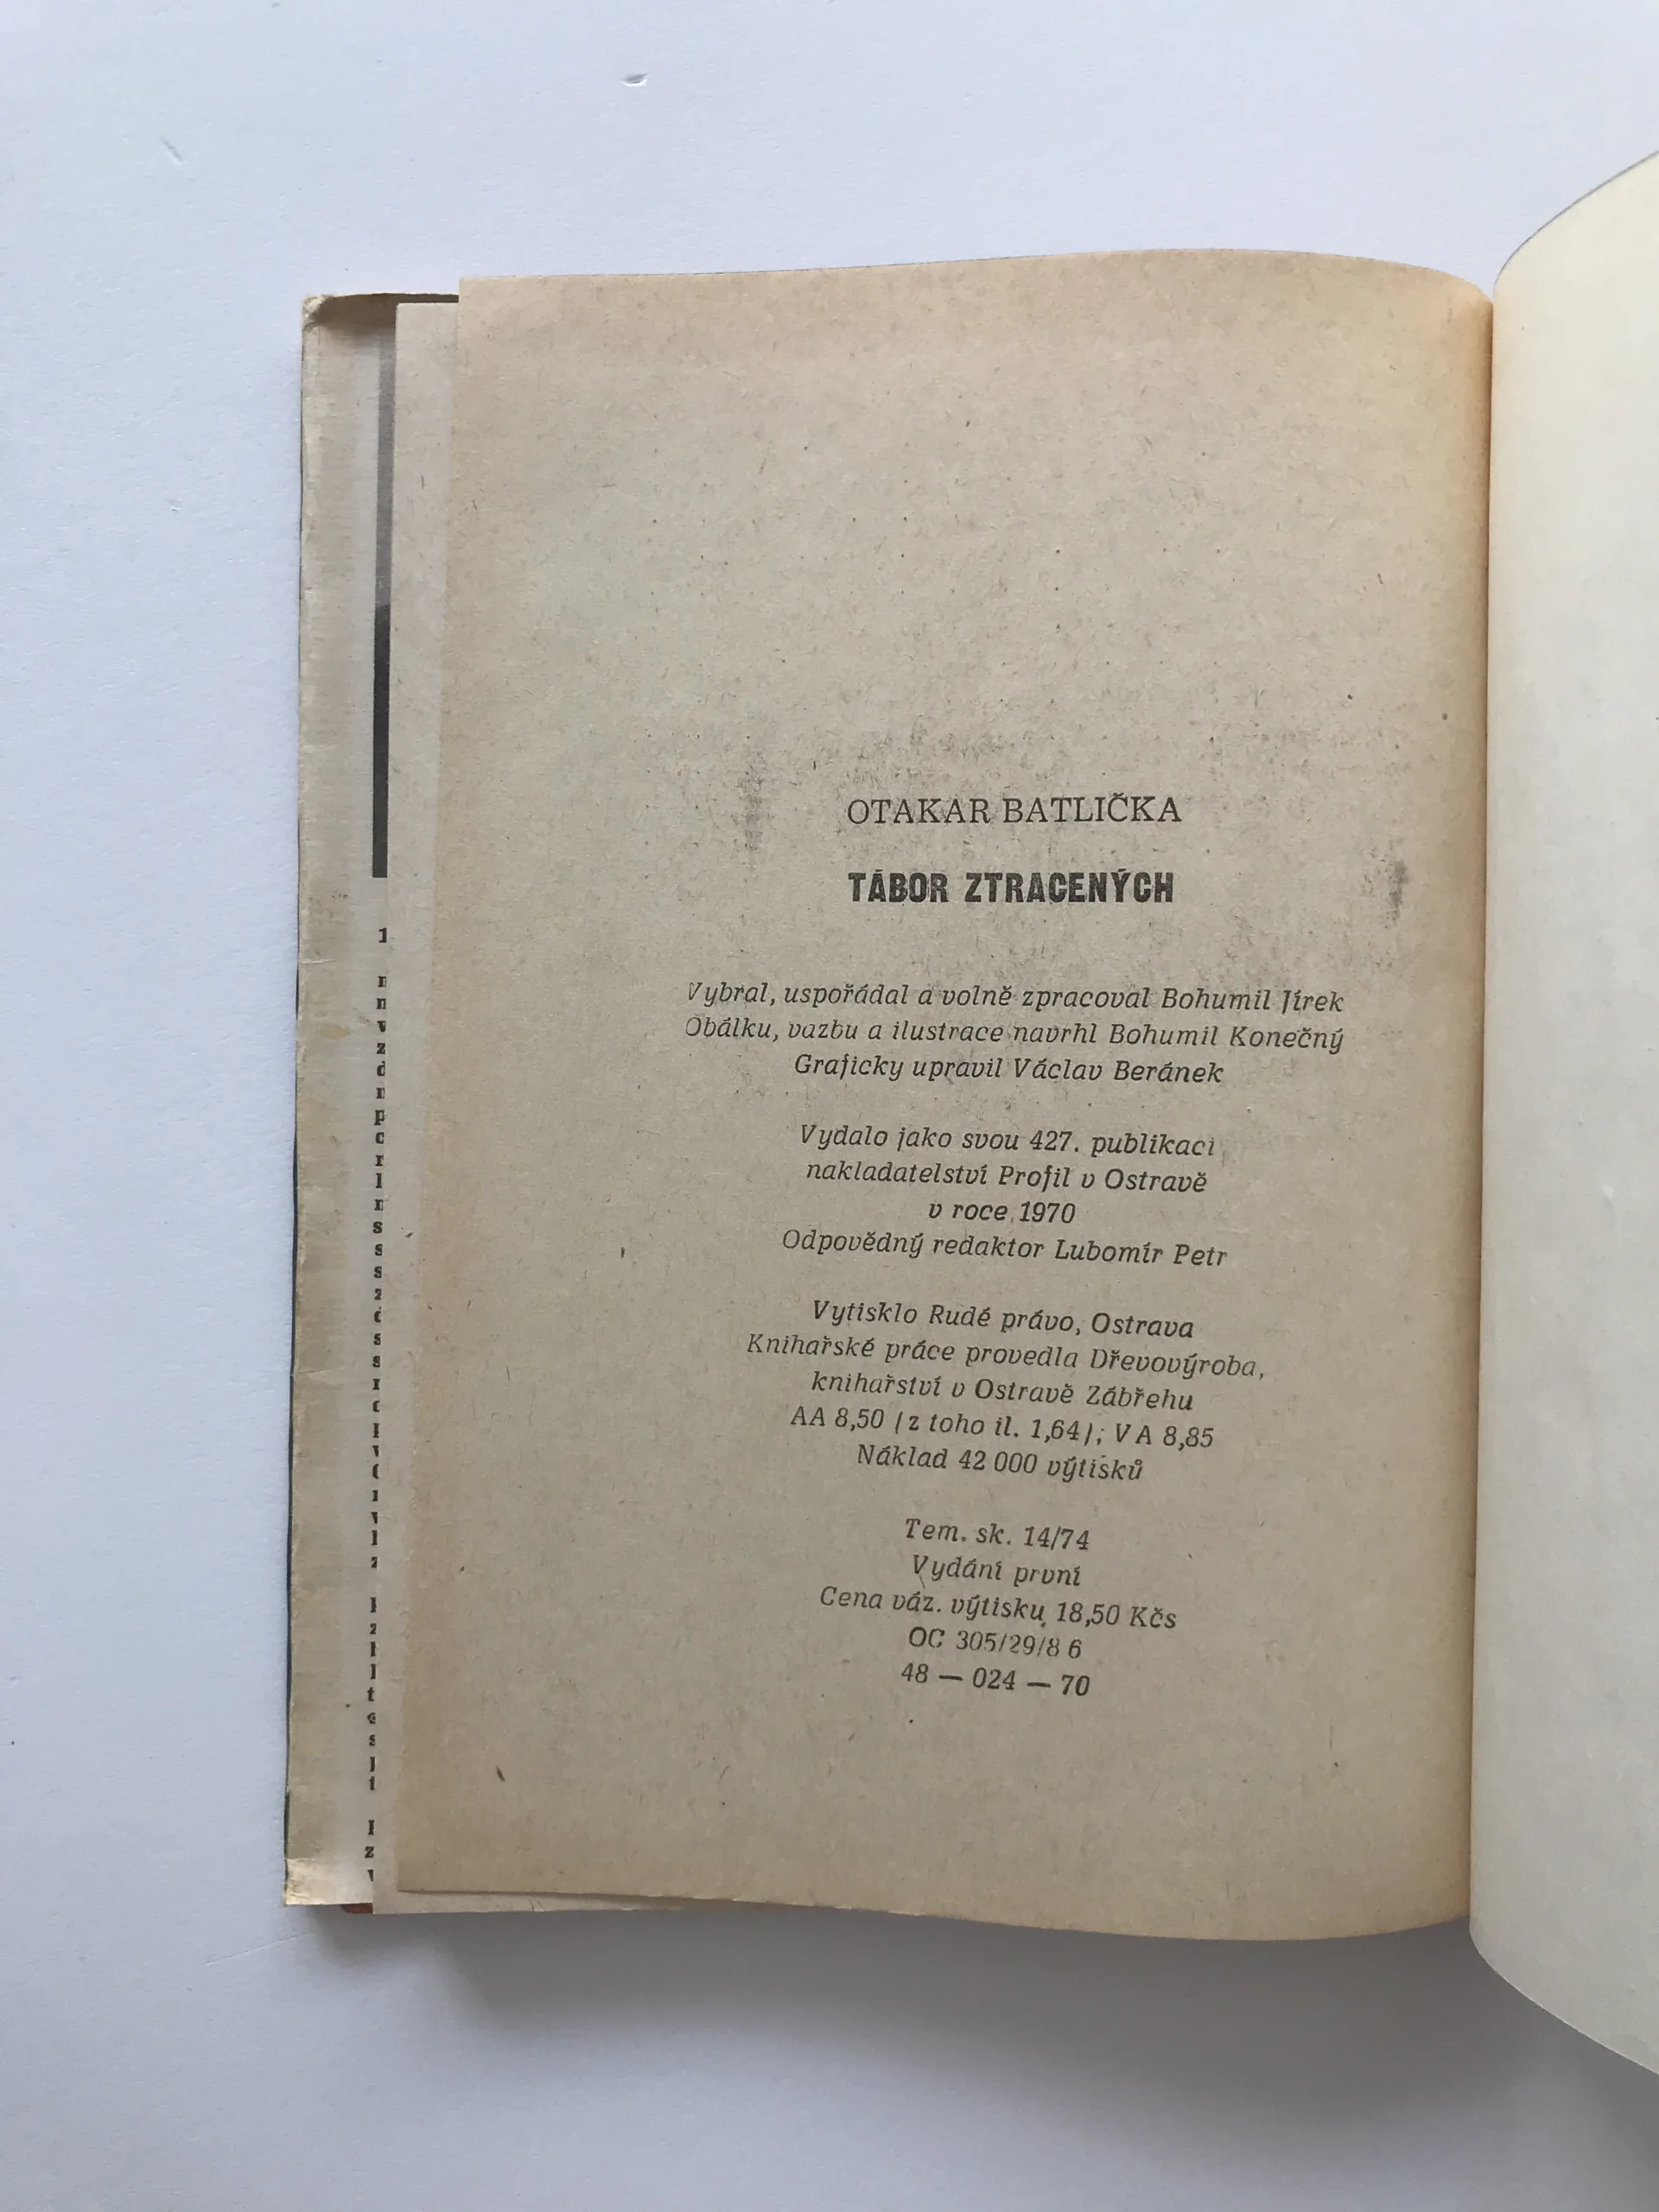 OTAKAR BATLIČKA
TÁBOR ZTRACENÝCH
Vybral, uspořádal a volně zpracoval Bohumil Jírek
Obálku, vazbu a ilustrace navrhl Bohumil Konečný
Graficky upravil Václav Beránek
Vydalo jako svou 427. publikaci
nakladatelství Profil v Ostravě
v roce 1970
Odpovědný redaktor Lubomír Petr
Vytisklo Rudé právo, Ostrava
Knihařské práce provedla Dřevovýroba,
knihařství v Ostravě Zábřehu
AA 8,50 (z toho il. 1,64); VA 8,85
Náklad 42 000 výtisků
Tem. sk. 14/74
Vydání první
Cena váz. výtisku 18,50 Kčs
OC 305/29/8 6
48 — 024 — 70